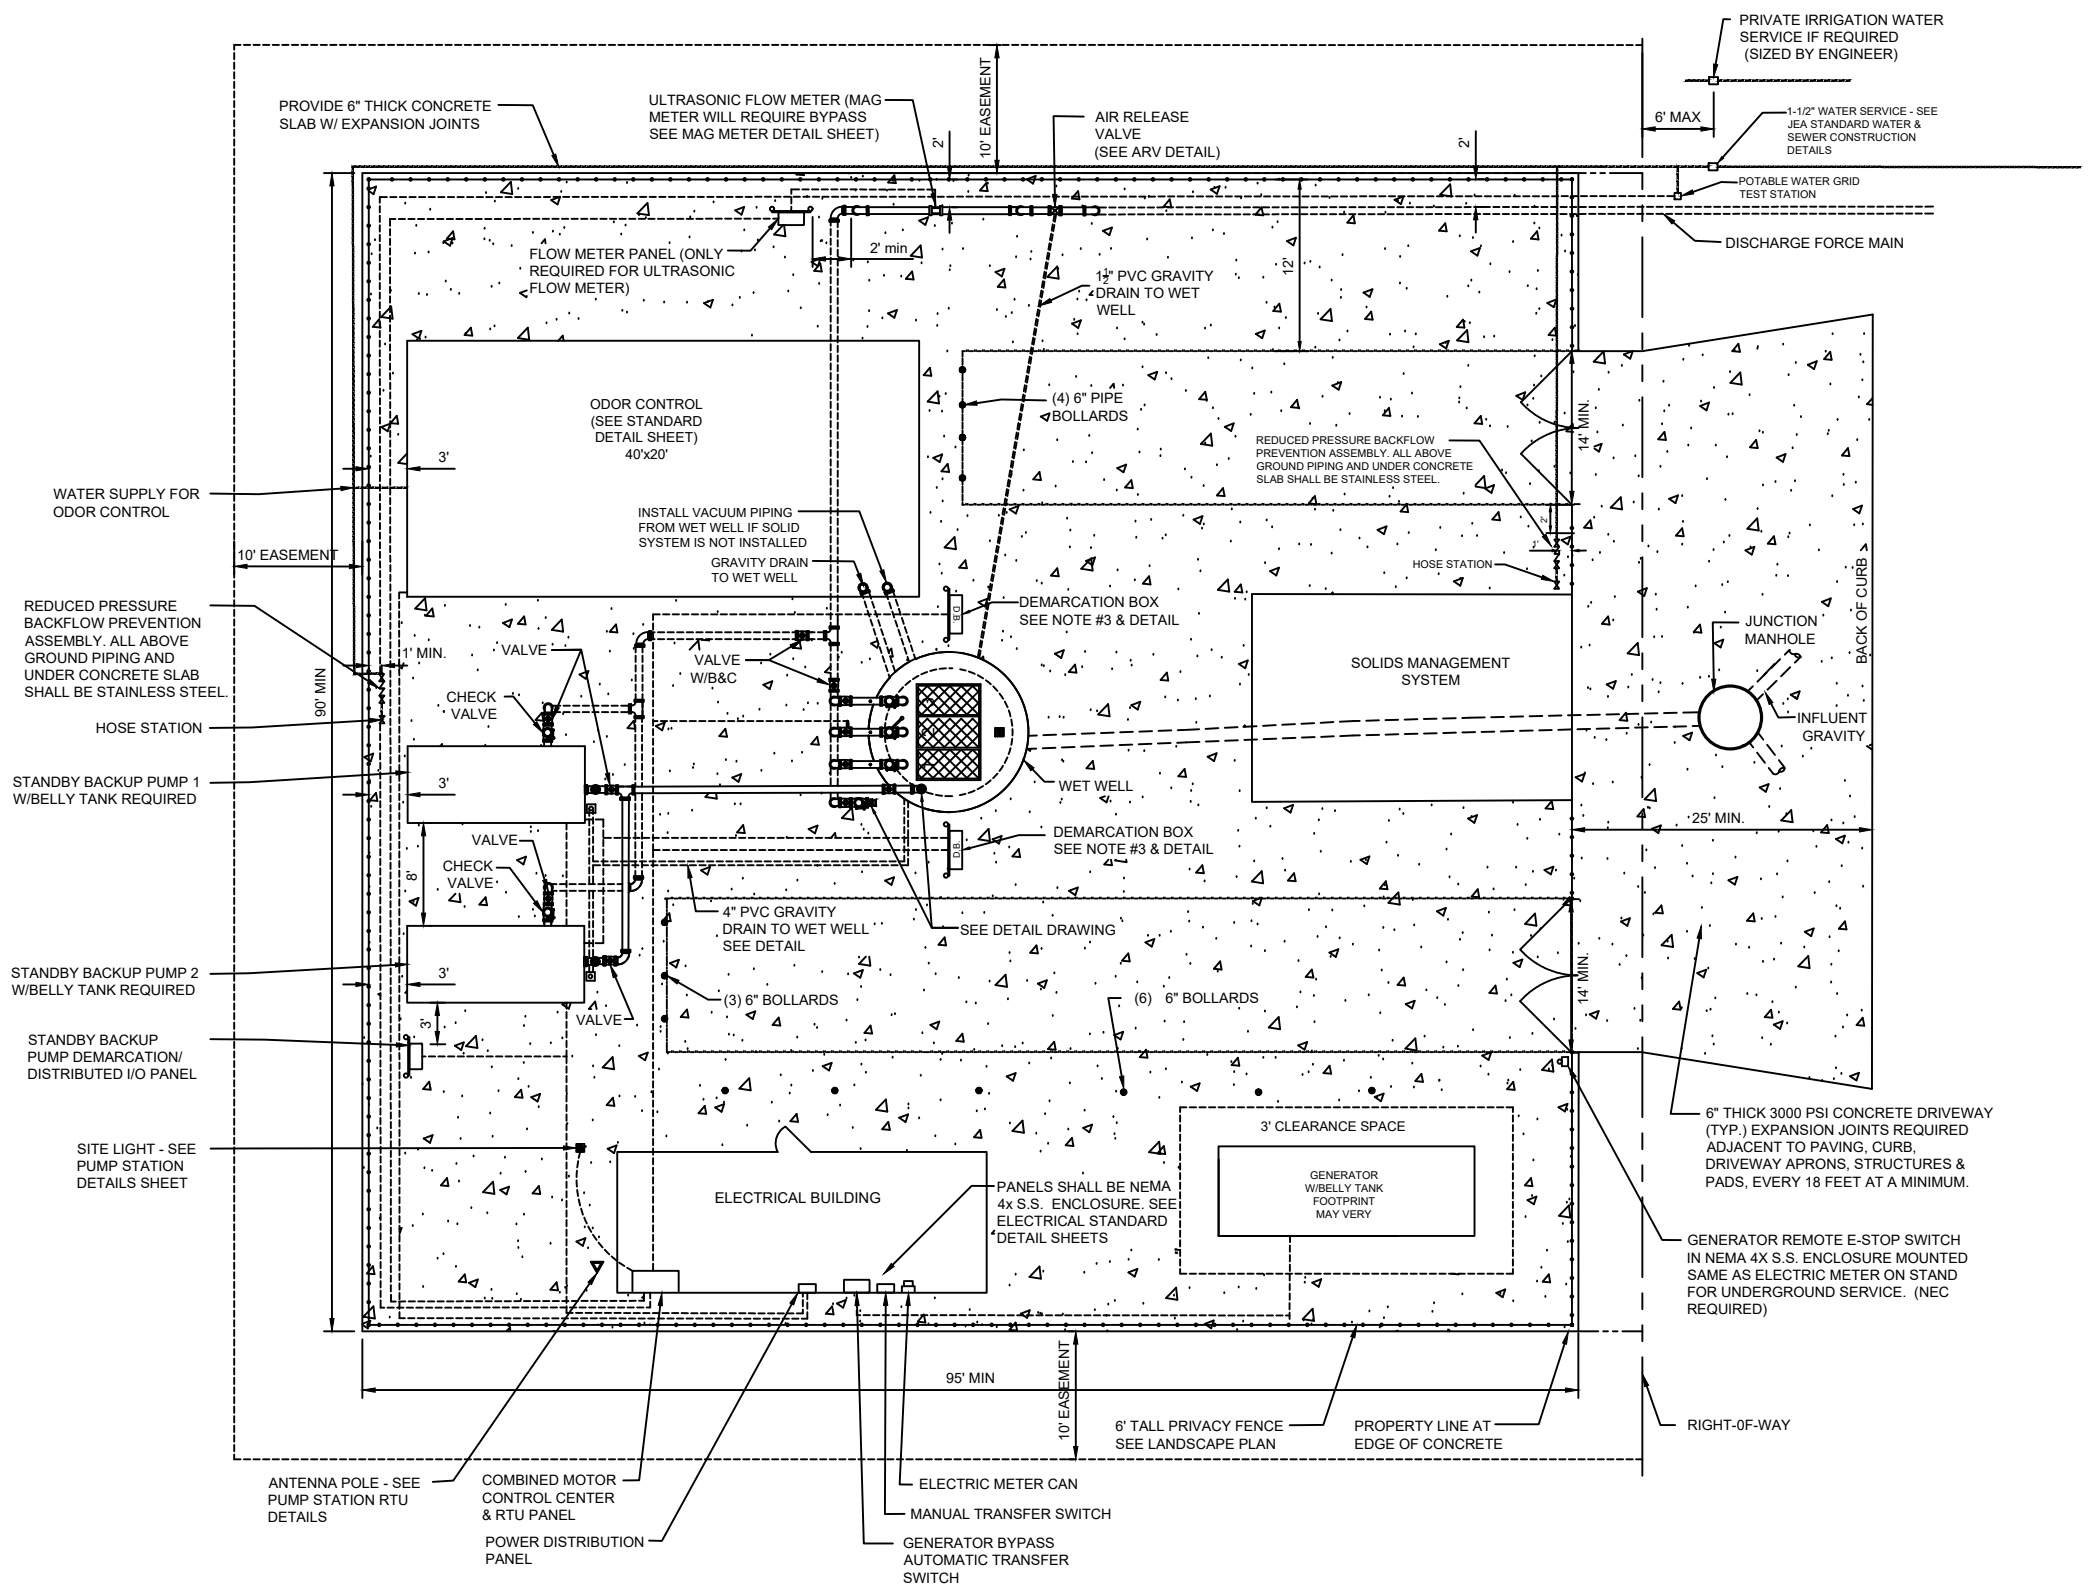 PRIVATE IRRIGATION WATER
SERVICE IF REQUIRED
(SIZED BY ENGINEER)
PROVIDE 6" THICK CONCRETE
SLAB W/ EXPANSION JOINTS
ULTRASONIC FLOW METER (MAG
METER WILL REQUIRE BYPASS
SEE MAG METER DETAIL SHEET)
2'
10' EASEMENT
AIR RELEASE
VALVE
(SEE ARV DETAIL)
2'
6' MAX
1-1/2" WATER SERVICE - SEE
JEA STANDARD WATER &
SEWER CONSTRUCTION
DETAILS
POTABLE WATER GRID
TEST STATION
DISCHARGE FORCE MAIN
FLOW METER PANEL (ONLY
REQUIRED FOR ULTRASONIC
FLOW METER)
2' min
1½" PVC GRAVITY
DRAIN TO WET
WELL
12'
ODOR CONTROL
(SEE STANDARD
DETAIL SHEET)
40'x20'
3'
(4) 6" PIPE
BOLLARDS
14' MIN.
REDUCED PRESSURE BACKFLOW
PREVENTION ASSEMBLY. ALL ABOVE
GROUND PIPING AND UNDER CONCRETE
SLAB SHALL BE STAINLESS STEEL.
2'
1'
HOSE STATION
WATER SUPPLY FOR
ODOR CONTROL
10' EASEMENT
INSTALL VACUUM PIPING
FROM WET WELL IF SOLID
SYSTEM IS NOT INSTALLED
GRAVITY DRAIN
TO WET WELL
D.B.
DEMARCATION BOX
SEE NOTE #3 & DETAIL
BACK OF CURB
REDUCED PRESSURE
BACKFLOW PREVENTION
ASSEMBLY. ALL ABOVE
GROUND PIPING AND
UNDER CONCRETE SLAB
SHALL BE STAINLESS STEEL.
1' MIN.
90' MIN
VALVE
VALVE
W/B&C
CHECK
VALVE
SOLIDS MANAGEMENT
SYSTEM
JUNCTION
MANHOLE
INFLUENT
GRAVITY
HOSE STATION
STANDBY BACKUP PUMP 1
W/BELLY TANK REQUIRED
3'
WET WELL
25' MIN.
VALVE
CHECK
VALVE
8'
D.B.
DEMARCATION BOX
SEE NOTE #3 & DETAIL
4" PVC GRAVITY
DRAIN TO WET WELL
SEE DETAIL
SEE DETAIL DRAWING
STANDBY BACKUP PUMP 2
W/BELLY TANK REQUIRED
3'
3'
VALVE
(3) 6" BOLLARDS
(6) 6" BOLLARDS
14' MIN.
STANDBY BACKUP
PUMP DEMARCATION/
DISTRIBUTED I/O PANEL
6" THICK 3000 PSI CONCRETE DRIVEWAY
(TYP.) EXPANSION JOINTS REQUIRED
ADJACENT TO PAVING, CURB,
DRIVEWAY APRONS, STRUCTURES &
PADS, EVERY 18 FEET AT A MINIMUM.
3' CLEARANCE SPACE
GENERATOR
W/BELLY TANK
FOOTPRINT
MAY VERY
SITE LIGHT - SEE
PUMP STATION
DETAILS SHEET
ELECTRICAL BUILDING
PANELS SHALL BE NEMA
4x S.S. ENCLOSURE. SEE
ELECTRICAL STANDARD
DETAIL SHEETS
GENERATOR REMOTE E-STOP SWITCH
IN NEMA 4X S.S. ENCLOSURE MOUNTED
SAME AS ELECTRIC METER ON STAND
FOR UNDERGROUND SERVICE. (NEC
REQUIRED)
95' MIN
10' EASEMENT
6' TALL PRIVACY FENCE
SEE LANDSCAPE PLAN
PROPERTY LINE AT
EDGE OF CONCRETE
RIGHT-0F-WAY
ANTENNA POLE - SEE
PUMP STATION RTU
DETAILS
COMBINED MOTOR
CONTROL CENTER
& RTU PANEL
POWER DISTRIBUTION
PANEL
ELECTRIC METER CAN
MANUAL TRANSFER SWITCH
GENERATOR BYPASS
AUTOMATIC TRANSFER
SWITCH